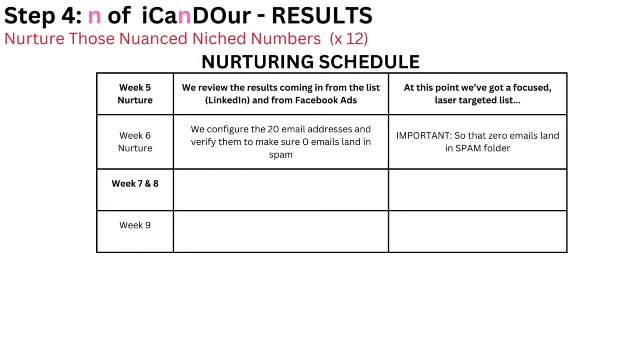 Step 4: n of iCanDOur - RESULTS
Nurture Those Nuanced Niched Numbers (x 12)
NURTURING SCHEDULE
Week 5
Nurture
We review the results coming in from the list
(LinkedIn) and from Facebook Ads
At this point we've got a focused,
laser targeted list...
Week 6
Nurture
We configure the 20 email addresses and
verify them to make sure 0 emails land in
spam
IMPORTANT: So that zero emails land
in SPAM folder
Week 7 & 8
Week 9